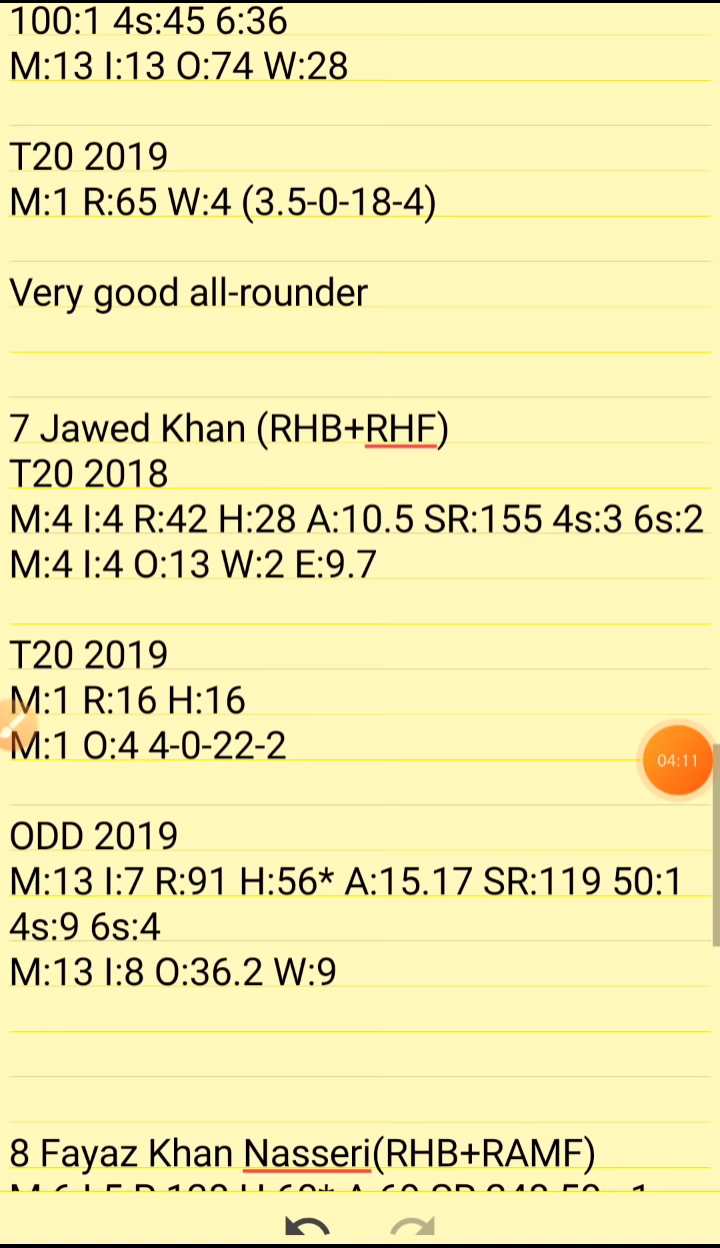 100:1 4s:45 6:36
M:13 I:13 O:74 W:28
T20 2019
M:1 R:65 W:4 (3.5-0-18-4)
Very good all-rounder
7 Jawed Khan (RHB+RHF)
T20 2018
M:4 I:4 R:42 H:28 A:10.5 SR:155 4s:3 6s:2
M:4 I:4 O:13 W:2 E:9.7
T20 2019
M:1 R:16 H:16
M:1 O:4 4-0-22-2
04:11
ODD 2019
M:13 I:7 R:91 H:56* A:15.17 SR:119 50:1
4s:9 6s:4
M:13 I:8 O:36.2 W:9
8 Fayaz Khan Nasseri(RHB+RAMF)